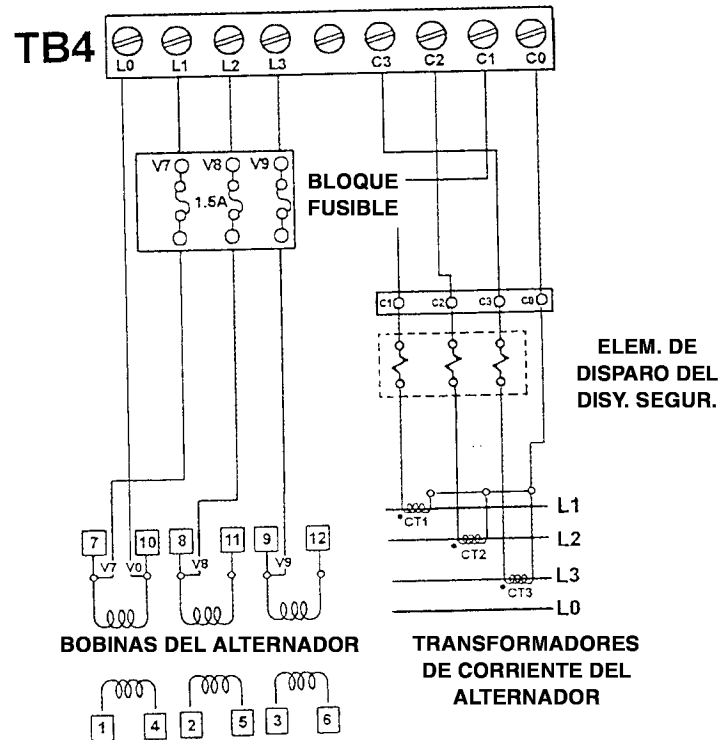 TB4
L0 L1 L2 L3 C3 C2 C1 C0
V7 V8 V9
1.5A
BLOQUE
FUSIBLE
C1 C2 C3 C0
ELEM. DE
DISPARO DEL
DISY. SEGUR.
CT1 L1
CT2 L2
CT3 L3
L0
7 10 8 11 9 12
V7 V0 V8 V9
BOBINAS DEL ALTERNADOR
TRANSFORMADORES
DE CORRIENTE DEL
ALTERNADOR
1 4 2 5 3 6